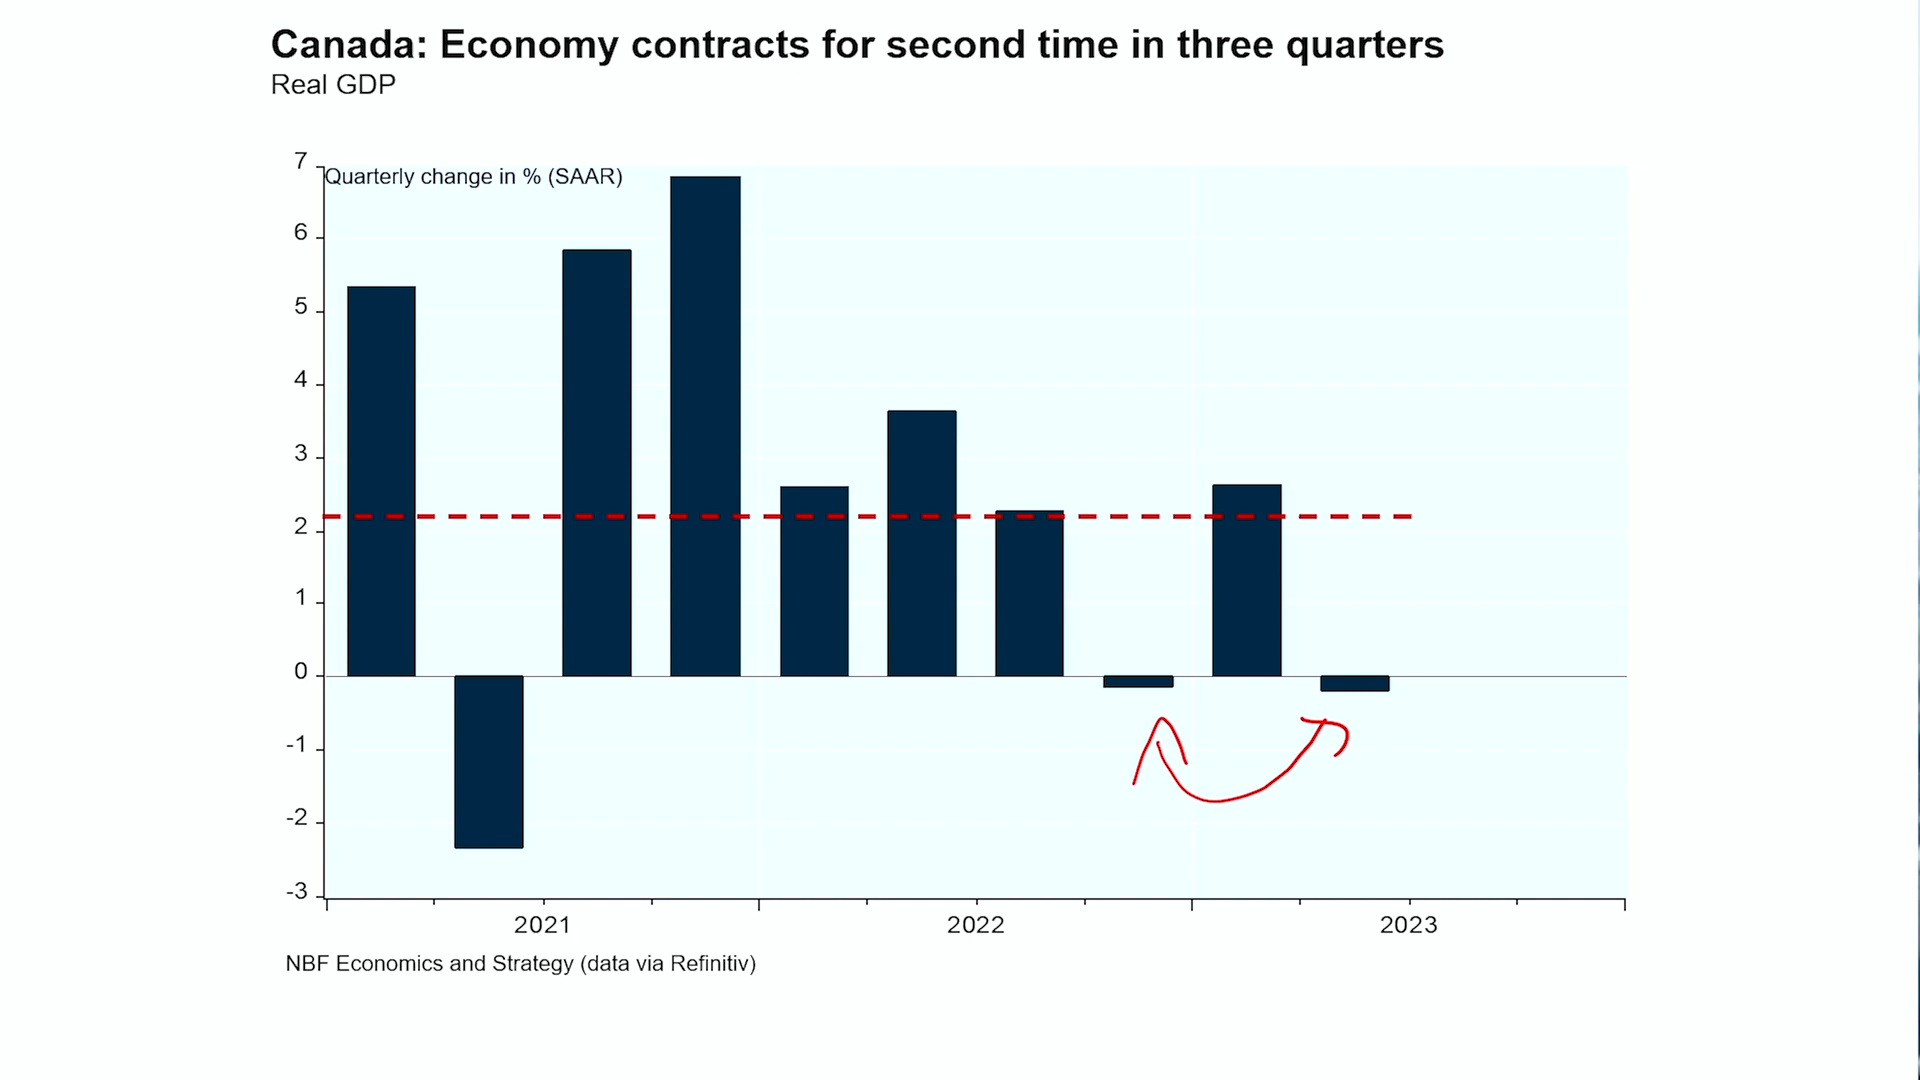 Canada: Economy contracts for second time in three quarters
Real GDP
Quarterly change in % (SAAR)
7
6
5
4
3
2
1
0
-1
-2
-3
2021 2022 2023
NBF Economics and Strategy (data via Refinitiv)